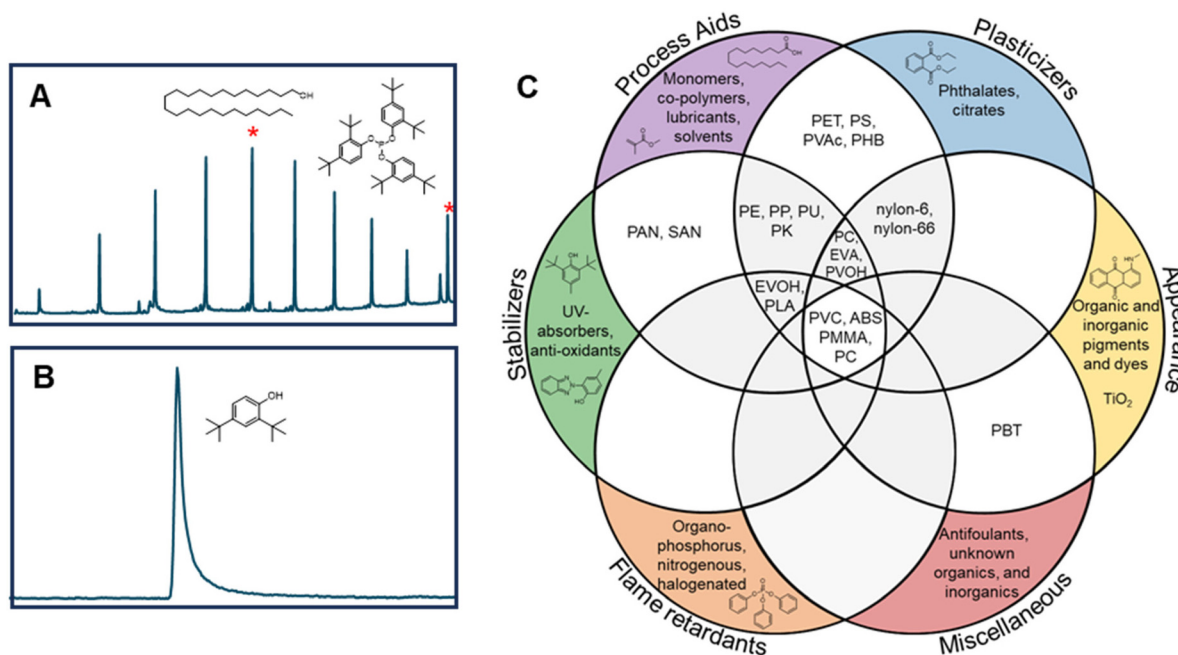 A
OH
*
*
B
OH
C
Process Aids
Monomers,
co-polymers,
lubricants,
solvents
Plasticizers
Phthalates,
citrates
PET, PS,
PVAc, PHB
PAN, SAN
PE, PP, PU,
PK
nylon-6,
nylon-66
PC,
EVA,
PVOH
EVOH,
PLA
PVC, ABS
PMMA,
PC
Stabilizers
UV-
absorbers,
anti-oxidants
Appearance
Organic and
inorganic
pigments
and dyes
TiO₂
PBT
Organo-
phosphorus,
nitrogenous,
halogenated
Flame retardants
Antifoulants,
unknown
organics, and
inorganics
Miscellaneous